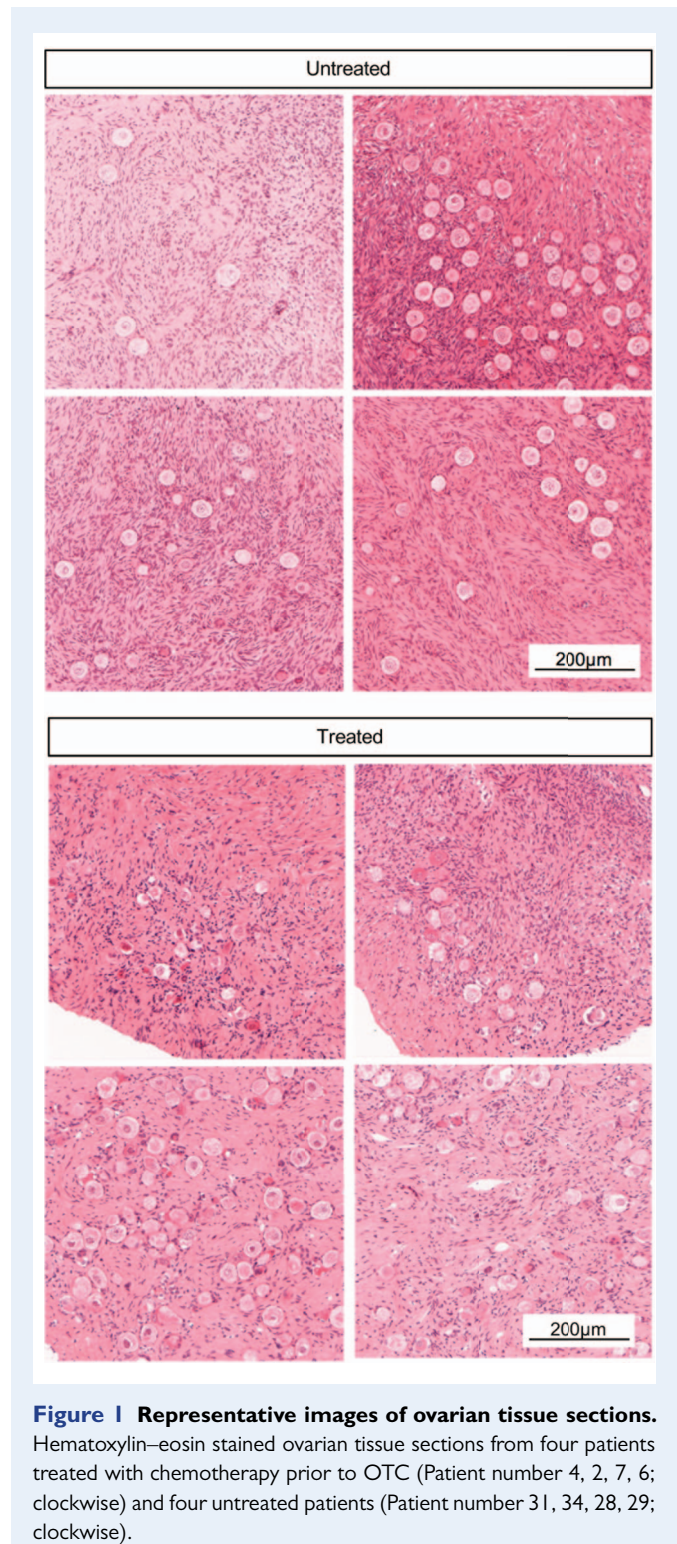 Untreated
200µm
Treated
200µm
Figure 1 Representative images of ovarian tissue sections.
Hematoxylin–eosin stained ovarian tissue sections from four patients
treated with chemotherapy prior to OTC (Patient number 4, 2, 7, 6;
clockwise) and four untreated patients (Patient number 31, 34, 28, 29;
clockwise).